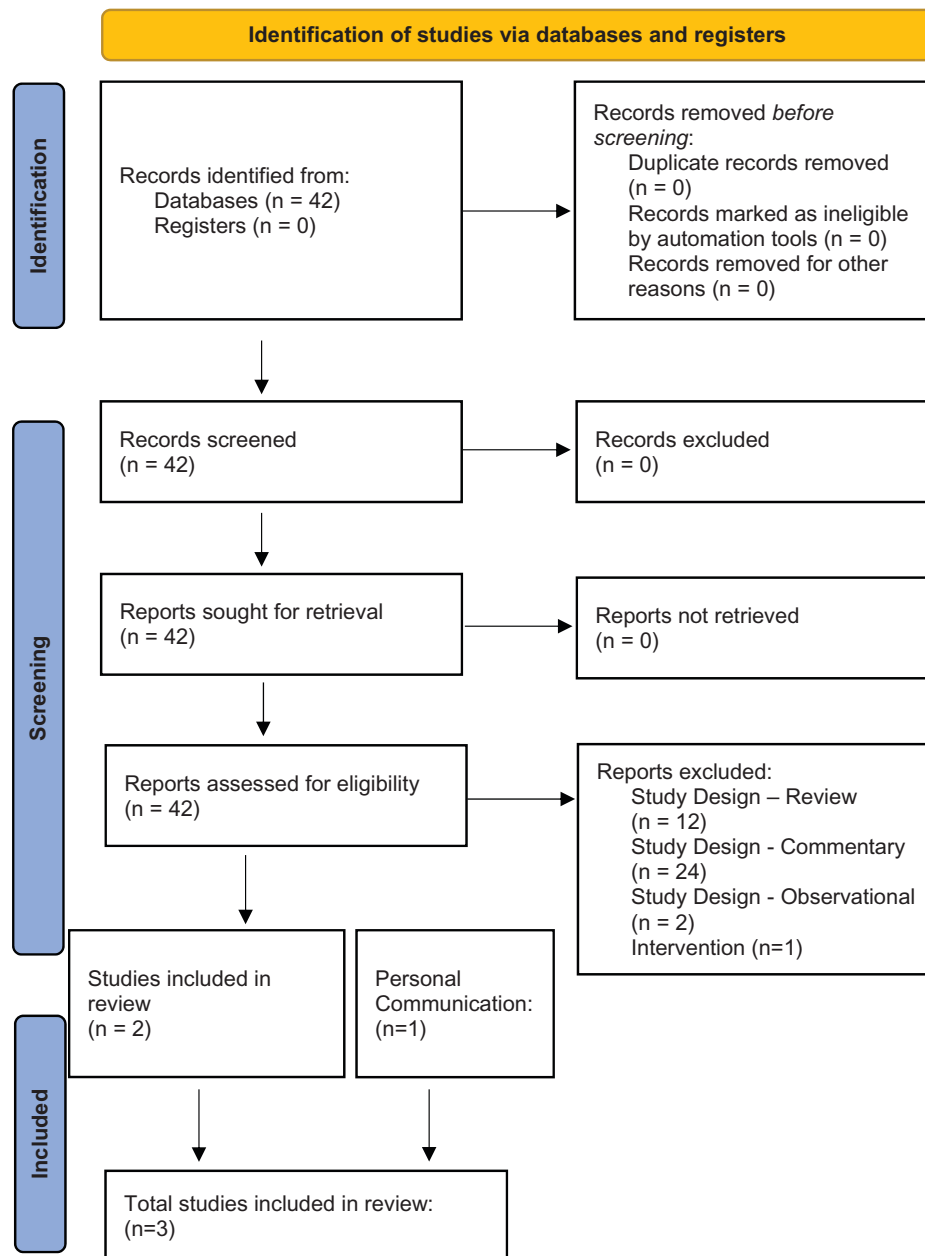 Identification of studies via databases and registers
Identification
Records identified from:
Databases (n = 42)
Registers (n = 0)
Records removed before
screening:
Duplicate records removed
(n = 0)
Records marked as ineligible
by automation tools (n = 0)
Records removed for other
reasons (n = 0)
Screening
Records screened
(n = 42)
Records excluded
(n = 0)
Reports sought for retrieval
(n = 42)
Reports not retrieved
(n = 0)
Reports assessed for eligibility
(n = 42)
Reports excluded:
Study Design – Review
(n = 12)
Study Design - Commentary
(n = 24)
Study Design - Observational
(n = 2)
Intervention (n=1)
Included
Studies included in
review
(n = 2)
Personal
Communication:
(n=1)
Total studies included in review:
(n=3)